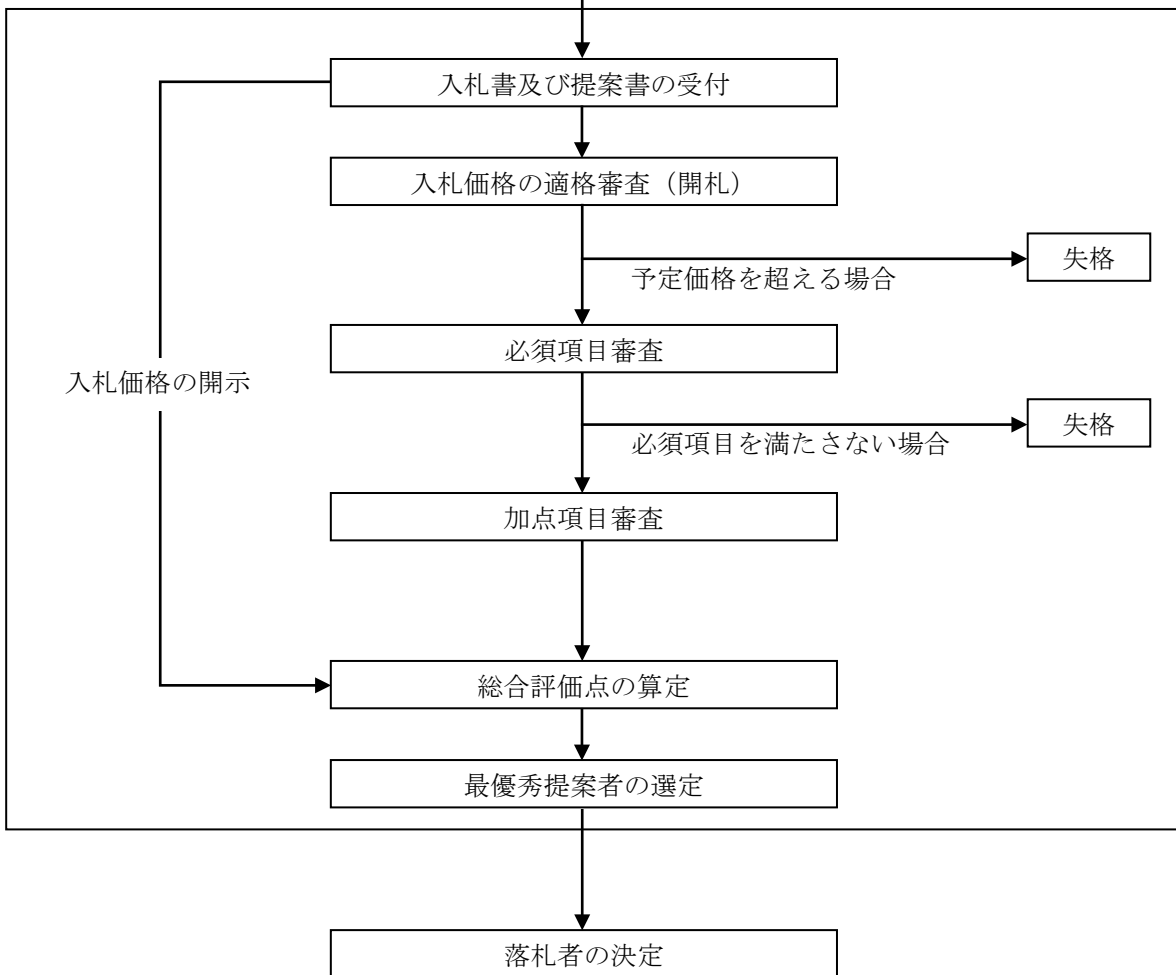 入札書及び提案書の受付
入札価格の適格審査（開札）
失格
予定価格を超える場合
必須項目審査
入札価格の開示
失格
必須項目を満たさない場合
加点項目審査
総合評価点の算定
最優秀提案者の選定
落札者の決定